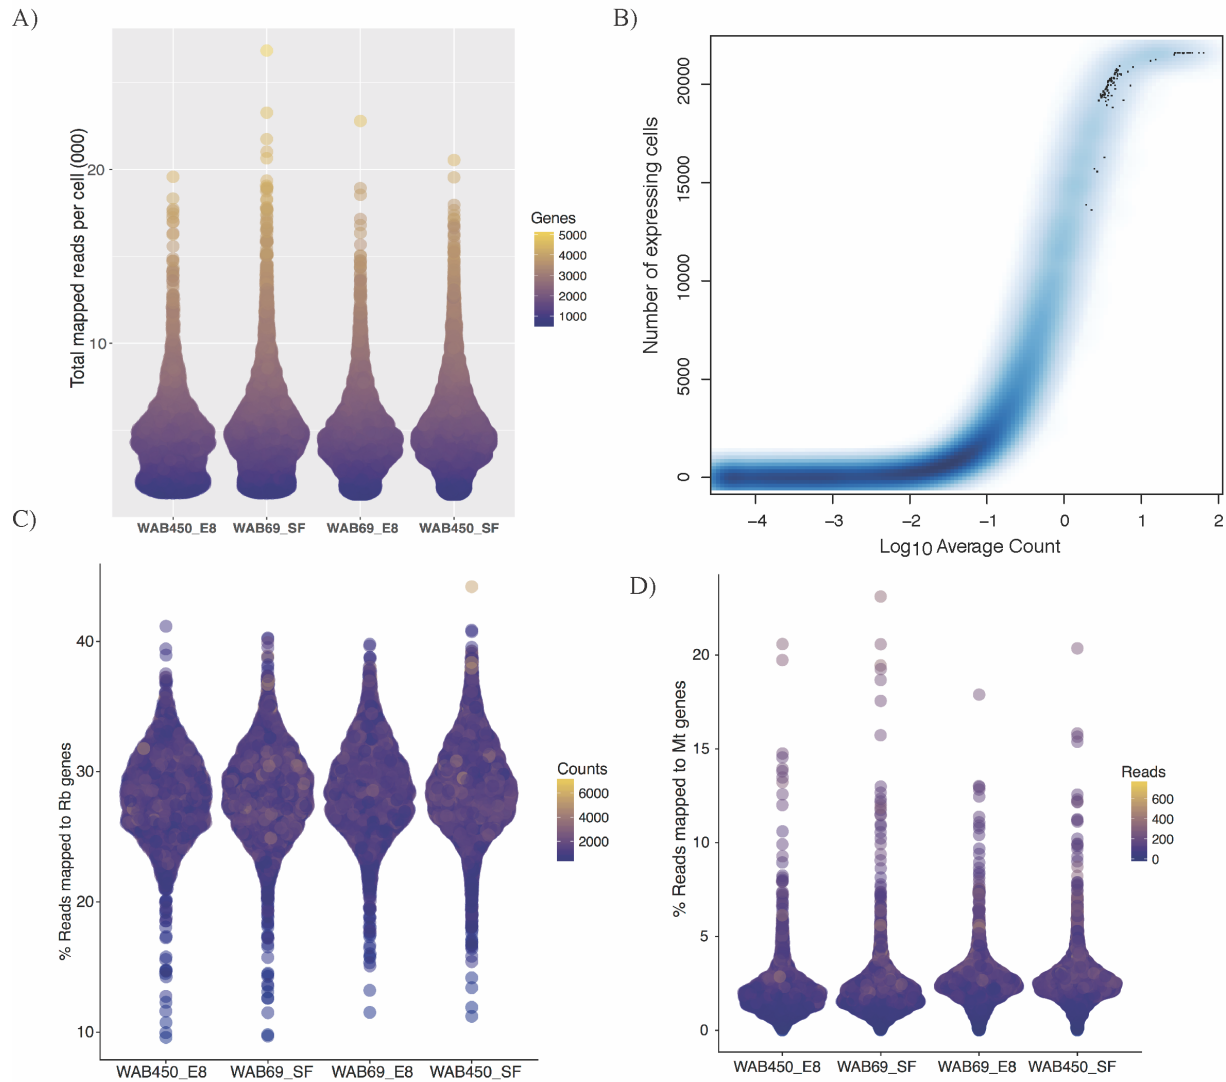 A)
Total mapped reads per cell (000)
20
10
WAB450_E8 WAB69_SF WAB69_E8 WAB450_SF
Genes
5000
4000
3000
2000
1000
B)
Number of expressing cells
20000
15000
10000
5000
0
−4 −3 −2 −1 0 1 2
Log10 Average Count
C)
% Reads mapped to Rb genes
40
30
20
10
WAB450_E8 WAB69_SF WAB69_E8 WAB450_SF
Counts
6000
4000
2000
D)
% Reads mapped to Mt genes
20
15
10
5
0
WAB450_E8 WAB69_SF WAB69_E8 WAB450_SF
Reads
600
400
200
0